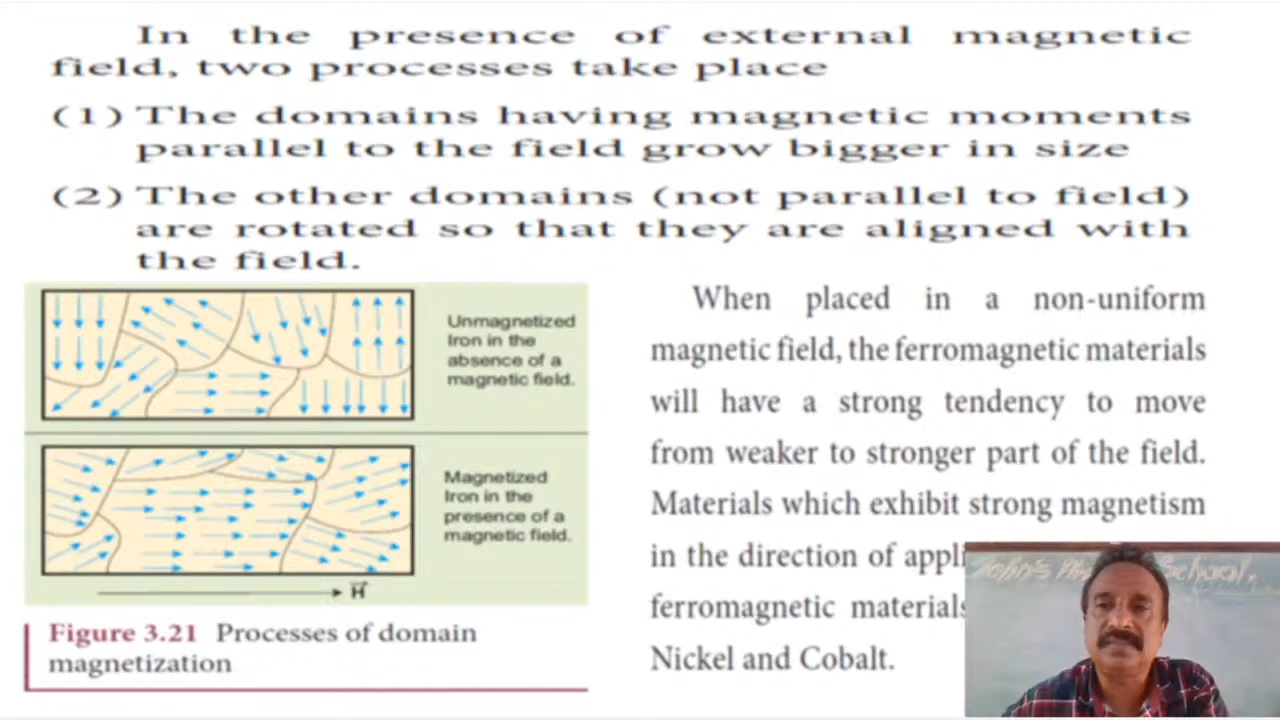 In the presence of external magnetic
field, two processes take place
(1) The domains having magnetic moments
parallel to the field grow bigger in size
(2) The other domains (not parallel to field)
are rotated so that they are aligned with
the field.
Unmagnetized
Iron in the
absence of a
magnetic field.
Magnetized
Iron in the
presence of a
magnetic field.
H
Figure 3.21 Processes of domain
magnetization
When placed in a non-uniform
magnetic field, the ferromagnetic materials
will have a strong tendency to move
from weaker to stronger part of the field.
Materials which exhibit strong magnetism
in the direction of appli
ferromagnetic materials
Nickel and Cobalt.
School.